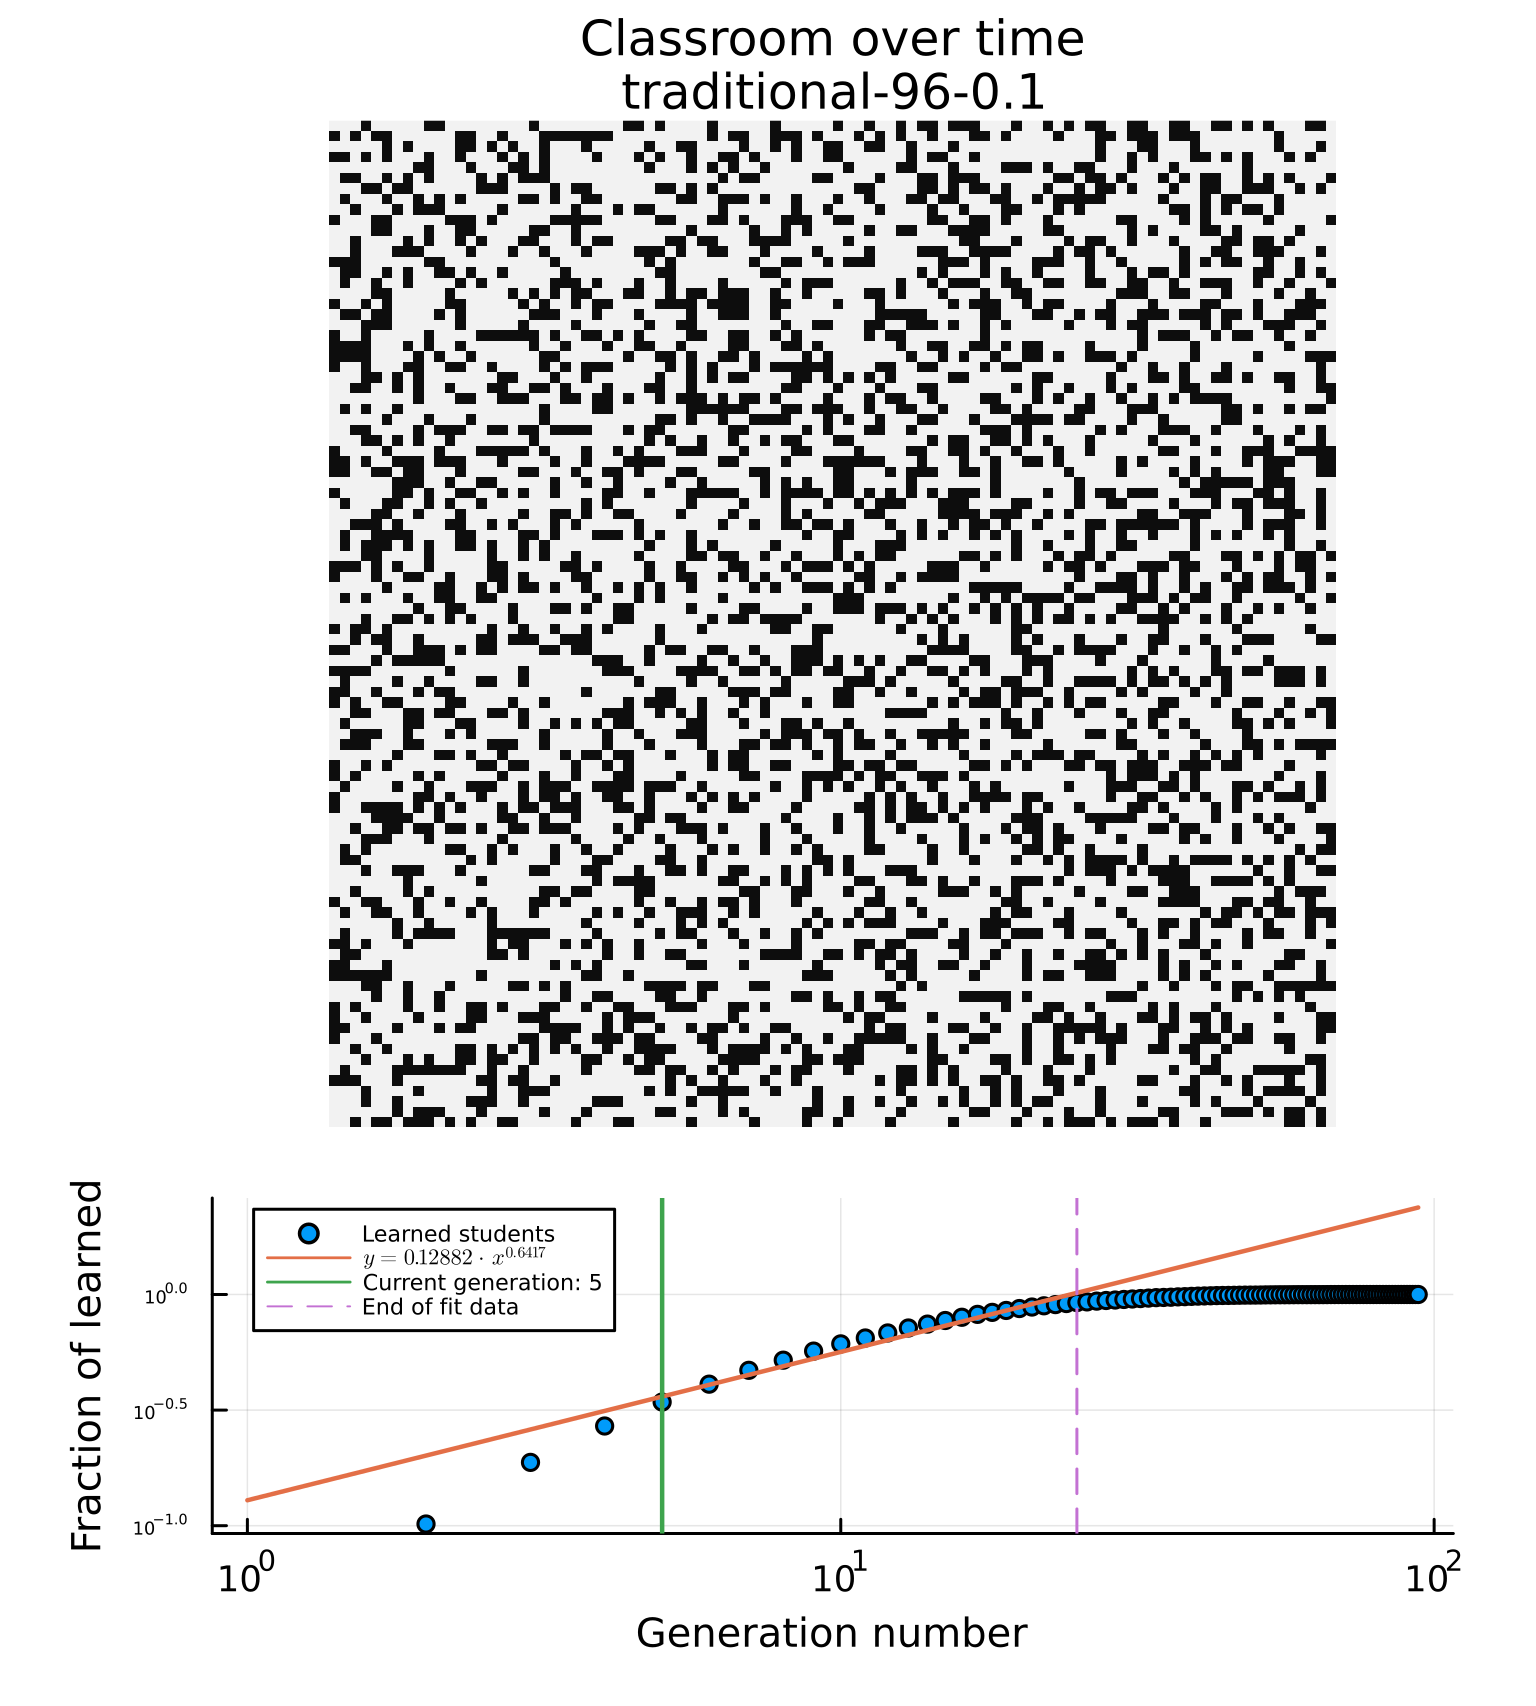 Classroom over time
traditional-96-0.1
Fraction of learned
Learned students
y = 0.12882 · x^0.6417
Current generation: 5
End of fit data
10^0.0
10^−0.5
10^−1.0
10^0 10^1 10^2
Generation number